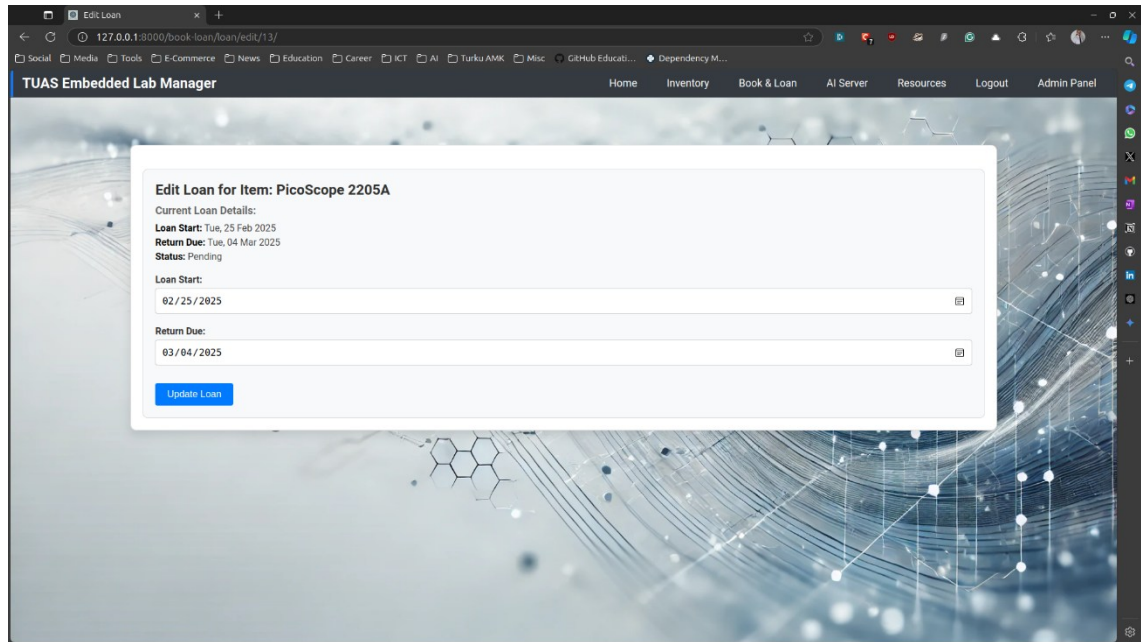 Edit Loan
127.0.0.1:8000/book-loan/loan/edit/13/
Social Media Tools E-Commerce News Education Career ICT AI Turku AMK Misc GitHub Educati... Dependency M...
TUAS Embedded Lab Manager Home Inventory Book & Loan AI Server Resources Logout Admin Panel
Edit Loan for Item: PicoScope 2205A
Current Loan Details:
Loan Start: Tue, 25 Feb 2025
Return Due: Tue, 04 Mar 2025
Status: Pending
Loan Start:
02/25/2025
Return Due:
03/04/2025
Update Loan